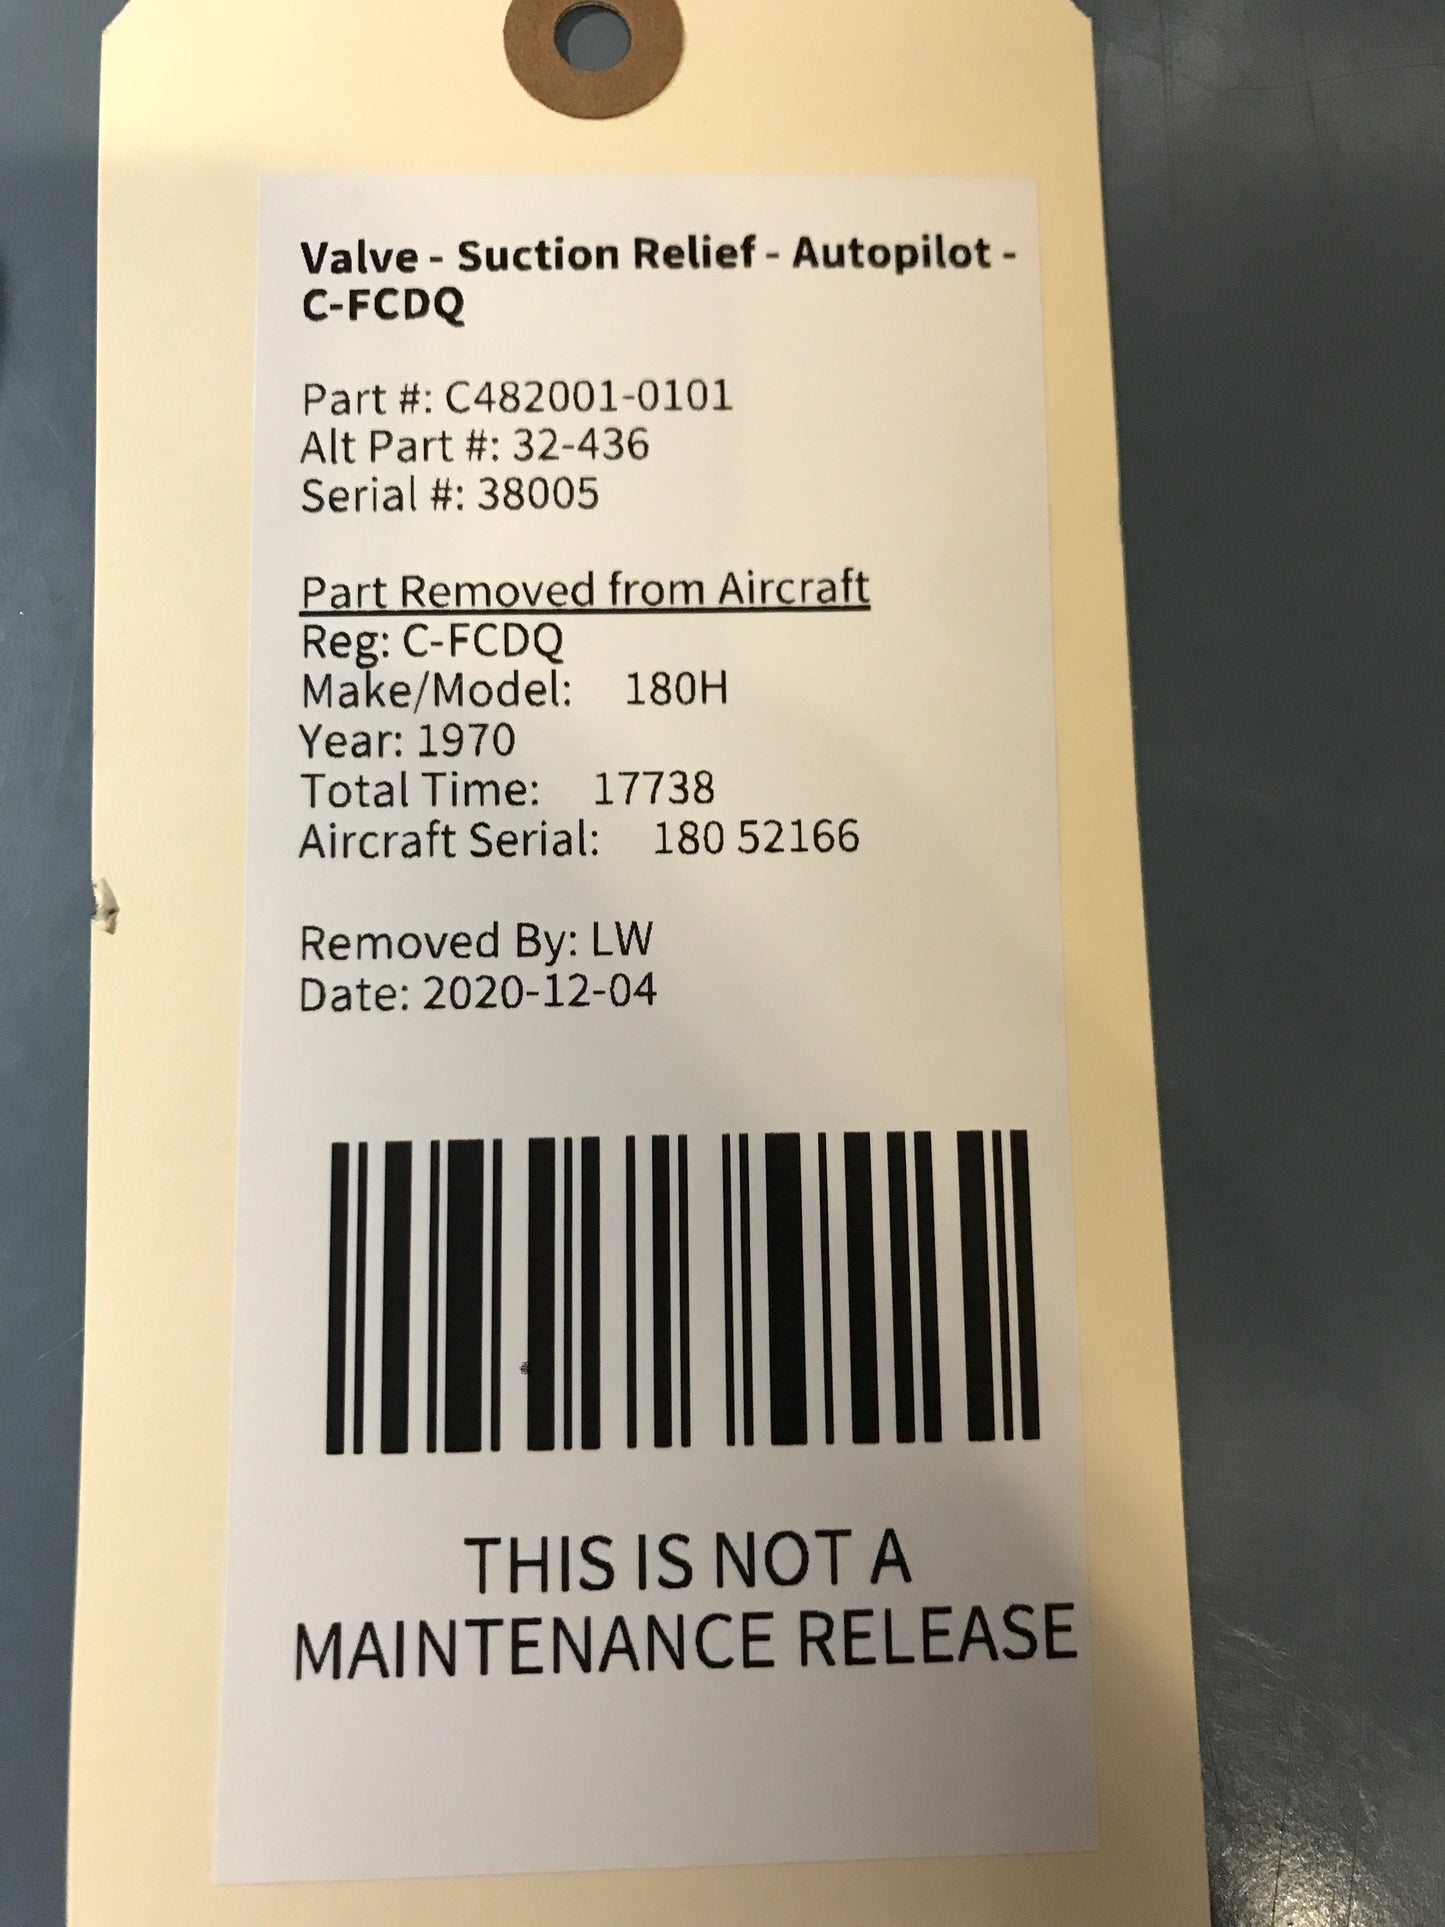 Valve - Suction Relief - Autopilot -
C-FCDQ
Part #: C482001-0101
Alt Part #: 32-436
Serial #: 38005
Part Removed from Aircraft
Reg: C-FCDQ
Make/Model: 180H
Year: 1970
Total Time: 17738
Aircraft Serial: 180 52166
Removed By: LW
Date: 2020-12-04
THIS IS NOT A
MAINTENANCE RELEASE